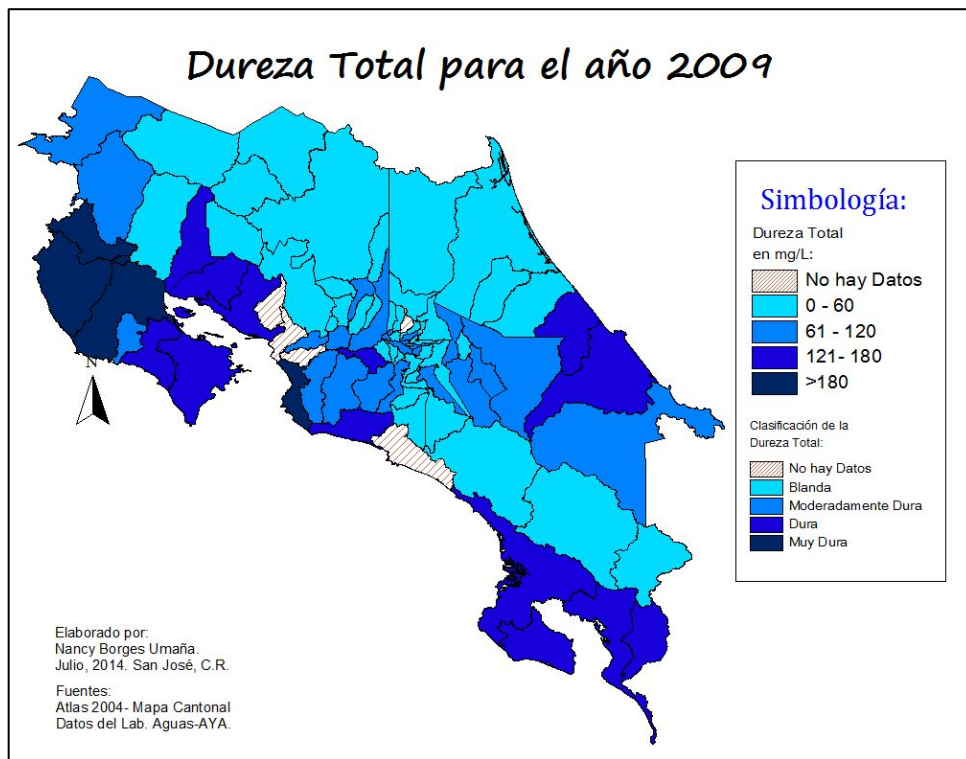 Dureza Total para el año 2009
Simbología:
Dureza Total
en mg/L:
No hay Datos
0 - 60
61 - 120
121- 180
>180
Clasificación de la
Dureza Total:
No hay Datos
Blanda
Moderadamente Dura
Dura
Muy Dura
N
Elaborado por:
Nancy Borges Umaña.
Julio, 2014. San José, C.R.
Fuentes:
Atlas 2004- Mapa Cantonal
Datos del Lab. Aguas-AYA.